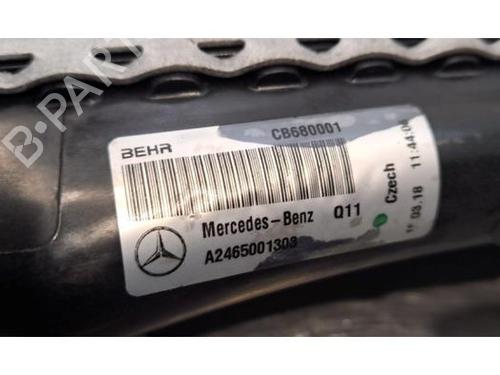 B-PARTS
BEHR
CB680001
Mercedes-Benz Q11
A2465001303
Czech
03.18 11:44:04